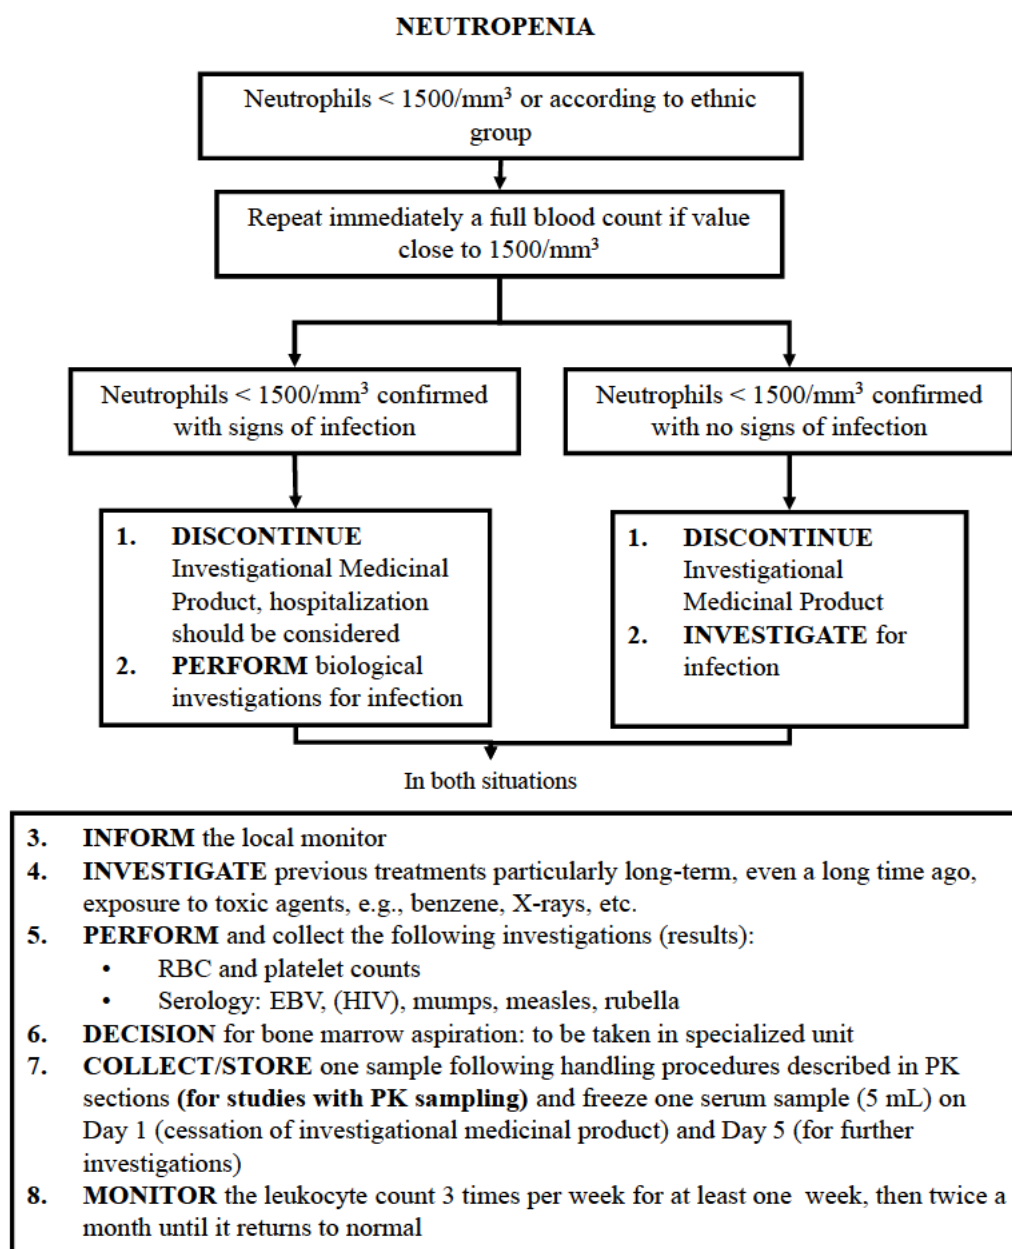 NEUTROPENIA
Neutrophils < 1500/mm³ or according to ethnic
group
Repeat immediately a full blood count if value
close to 1500/mm³
Neutrophils < 1500/mm³ confirmed
with signs of infection
Neutrophils < 1500/mm³ confirmed
with no signs of infection
1. DISCONTINUE
Investigational Medicinal
Product, hospitalization
should be considered
2. PERFORM biological
investigations for infection
1. DISCONTINUE
Investigational
Medicinal Product
2. INVESTIGATE for
infection
In both situations
3. INFORM the local monitor
4. INVESTIGATE previous treatments particularly long-term, even a long time ago,
exposure to toxic agents, e.g., benzene, X-rays, etc.
5. PERFORM and collect the following investigations (results):
• RBC and platelet counts
• Serology: EBV, (HIV), mumps, measles, rubella
6. DECISION for bone marrow aspiration: to be taken in specialized unit
7. COLLECT/STORE one sample following handling procedures described in PK
sections (for studies with PK sampling) and freeze one serum sample (5 mL) on
Day 1 (cessation of investigational medicinal product) and Day 5 (for further
investigations)
8. MONITOR the leukocyte count 3 times per week for at least one week, then twice a
month until it returns to normal